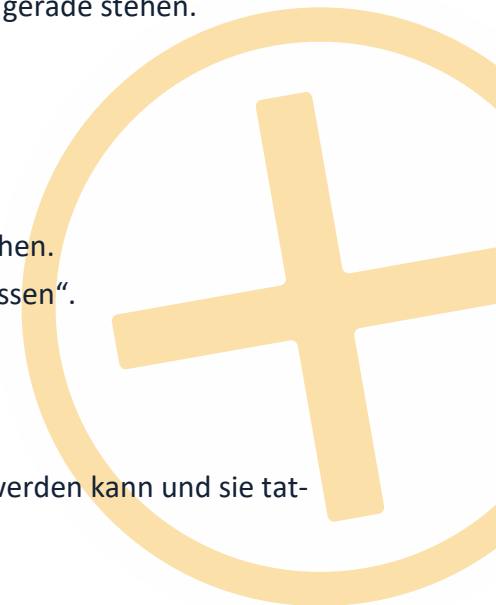 gerade stehen.
hen.
ssen“.
werden kann und sie tat-